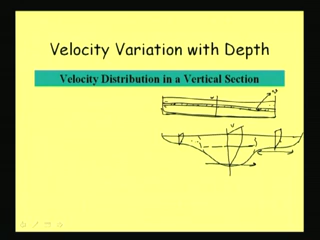 Velocity Variation with Depth
Velocity Distribution in a Vertical Section